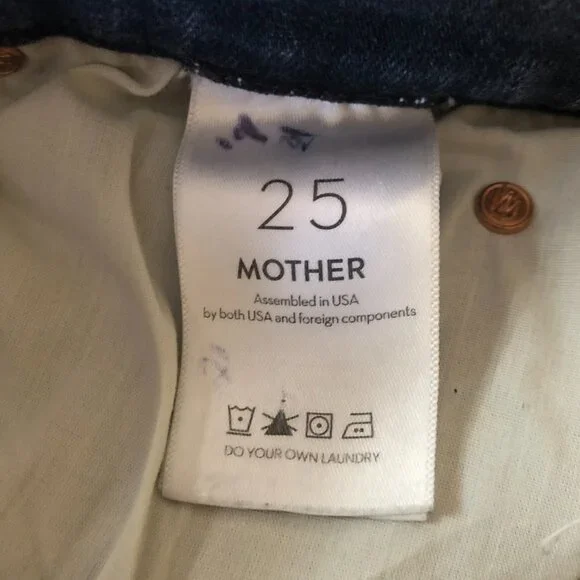 25
MOTHER
Assembled in USA
by both USA and foreign components
DO YOUR OWN LAUNDRY